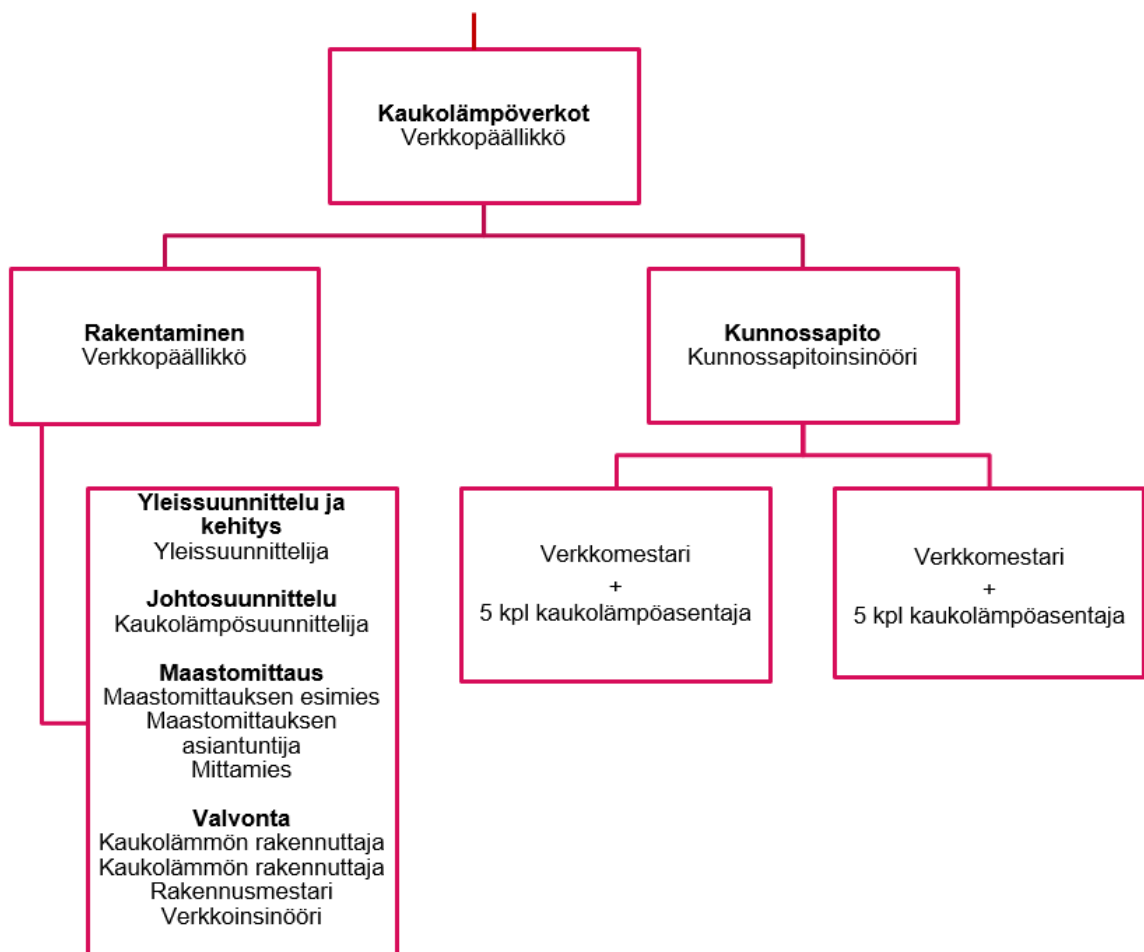 Kaukolämpöverkot
Verkkopäällikkö
Rakentaminen
Verkkopäällikkö
Kunnossapito
Kunnossapitoinsinööri
Yleissuunnittelu ja
kehitys
Yleissuunnittelija
Johtosuunnittelu
Kaukolämpösuunnittelija
Maastomittaus
Maastomittauksen esimies
Maastomittauksen
asiantuntija
Mittamies
Valvonta
Kaukolämmön rakennuttaja
Kaukolämmön rakennuttaja
Rakennusmestari
Verkkoinsinööri
Verkkomestari
+
5 kpl kaukolämpöasentaja
Verkkomestari
+
5 kpl kaukolämpöasentaja